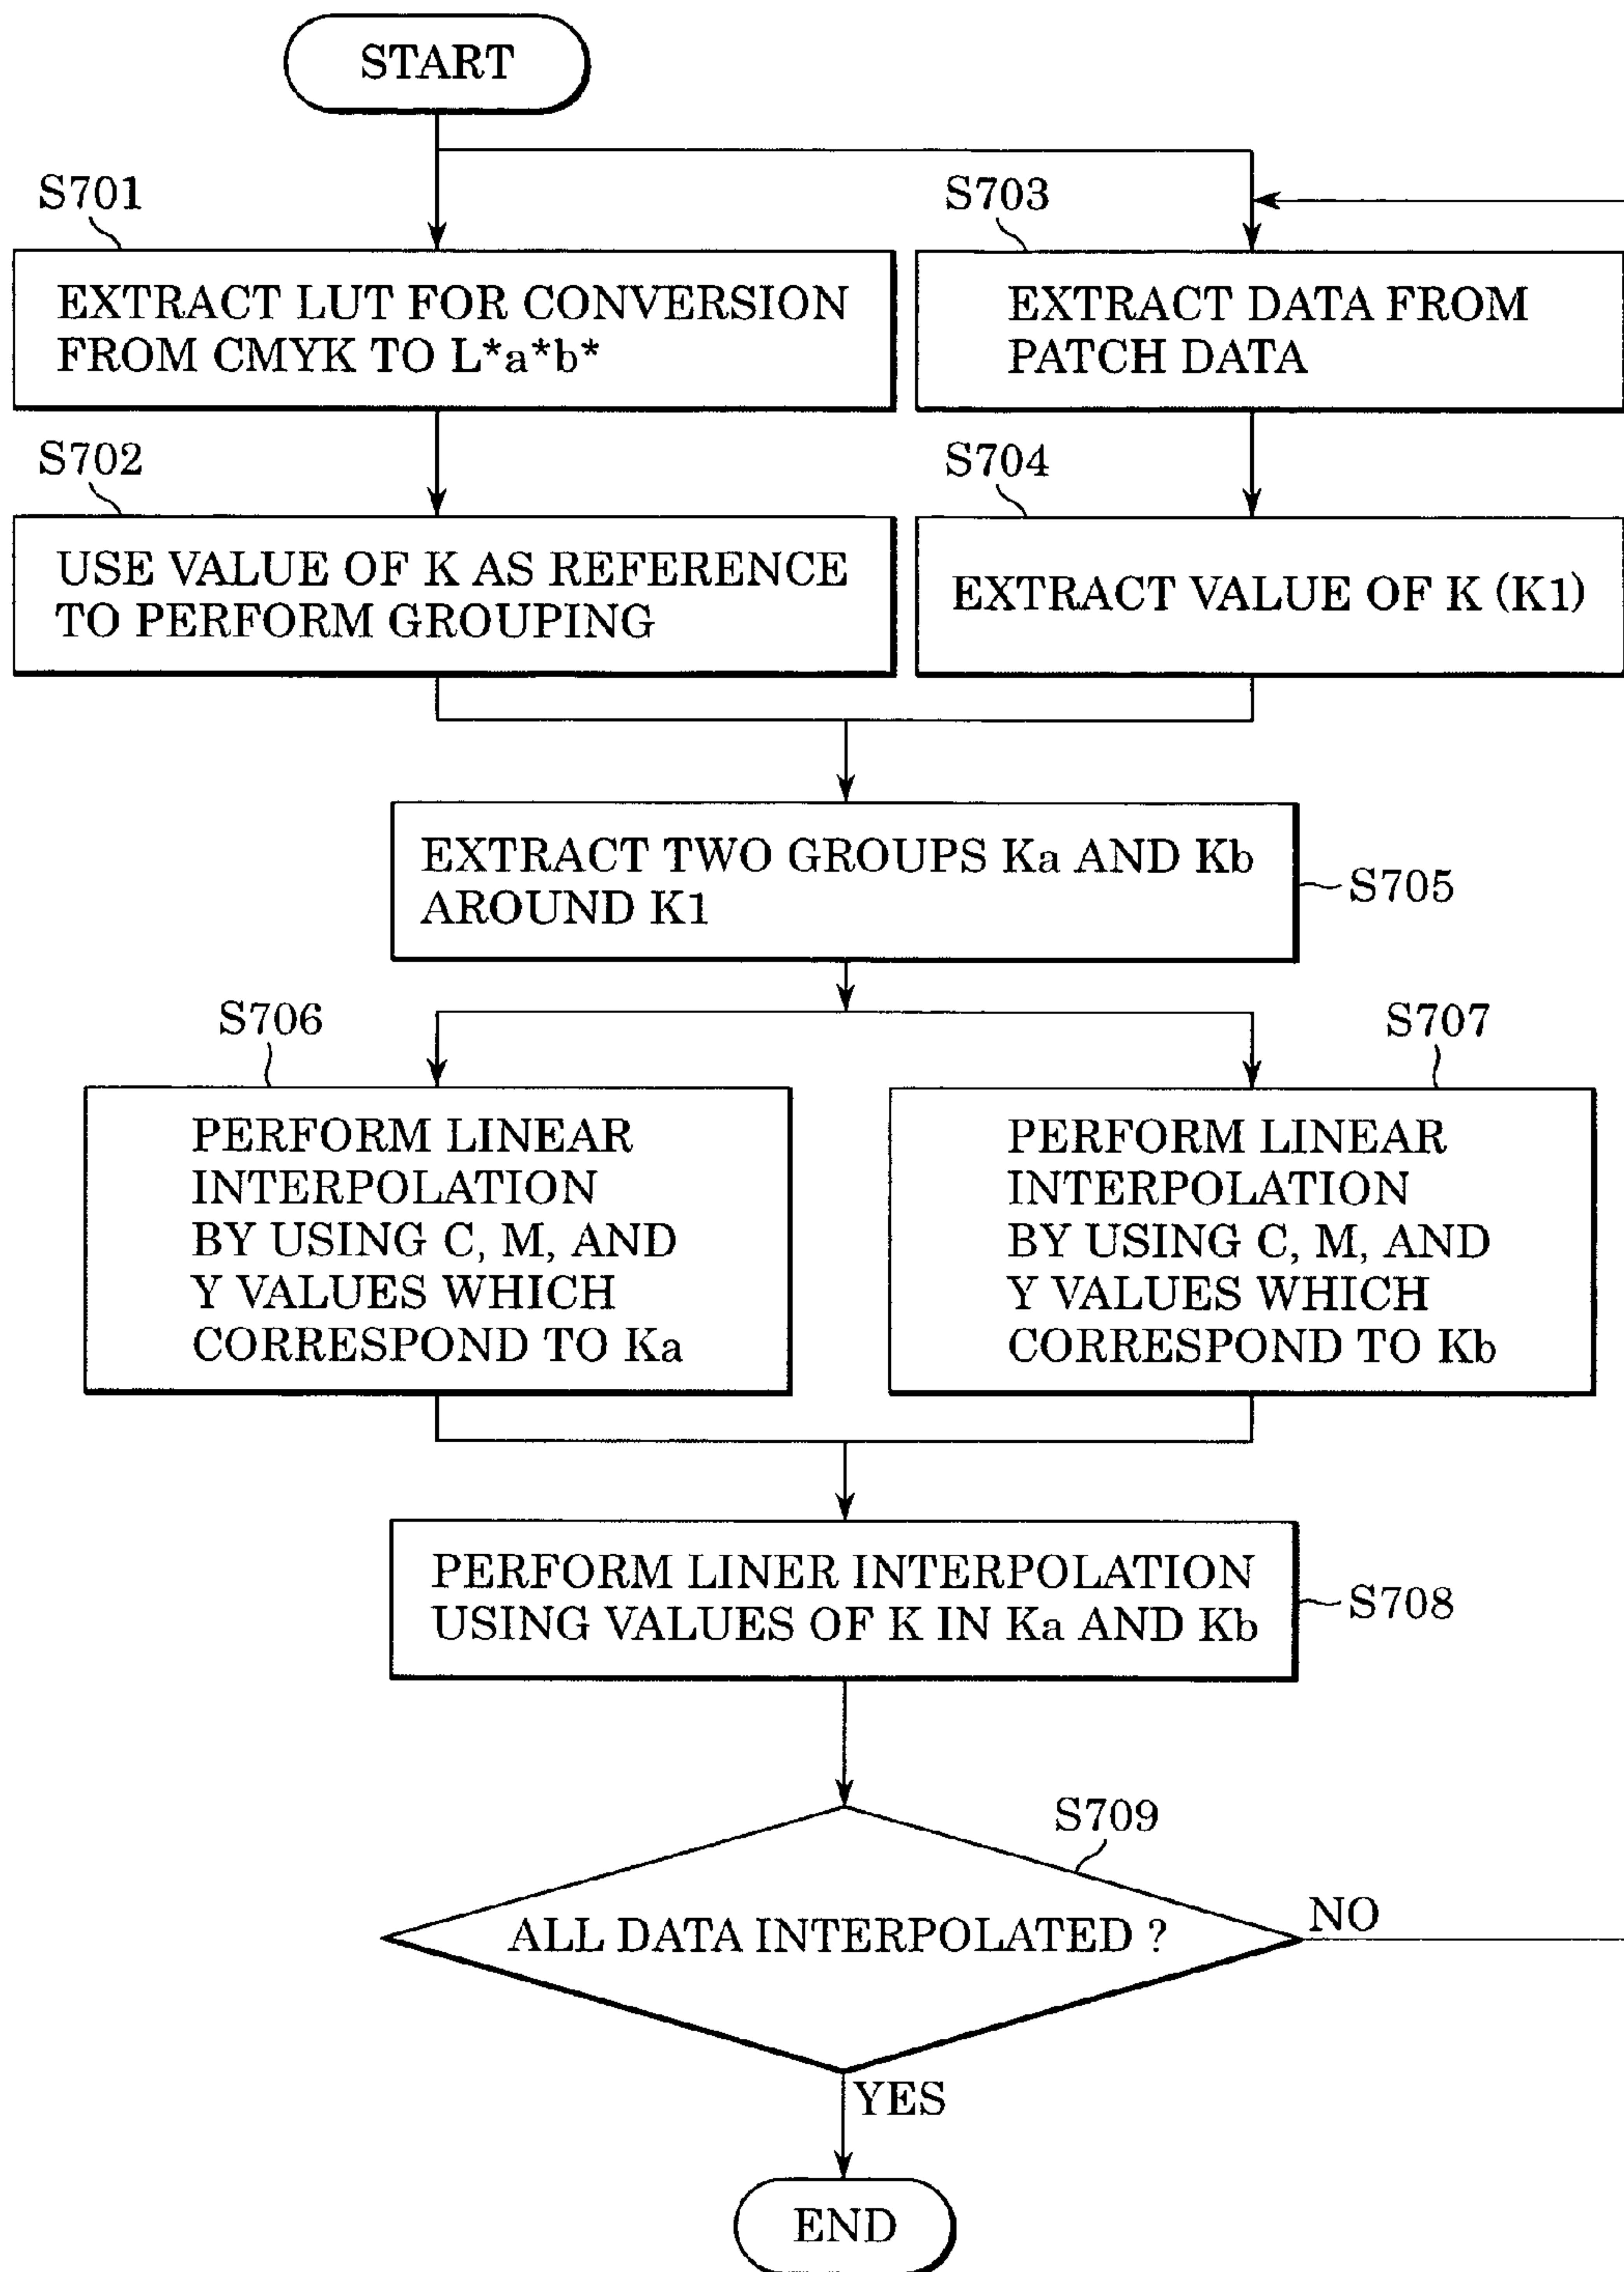 START
S701
EXTRACT LUT FOR CONVERSION
FROM CMYK TO L*a*b*
S703
EXTRACT DATA FROM
PATCH DATA
S702
USE VALUE OF K AS REFERENCE
TO PERFORM GROUPING
S704
EXTRACT VALUE OF K (K1)
EXTRACT TWO GROUPS Ka AND Kb
AROUND K1
S705
S706
PERFORM LINEAR
INTERPOLATION
BY USING C, M, AND
Y VALUES WHICH
CORRESPOND TO Ka
S707
PERFORM LINEAR
INTERPOLATION
BY USING C, M, AND
Y VALUES WHICH
CORRESPOND TO Kb
PERFORM LINER INTERPOLATION
USING VALUES OF K IN Ka AND Kb
S708
S709
ALL DATA INTERPOLATED ?
NO
YES
END